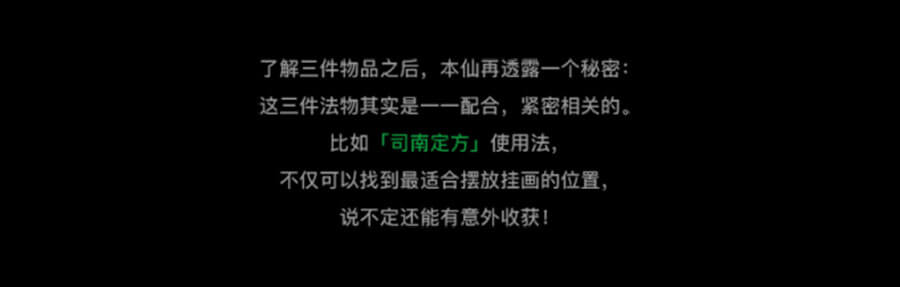 了解三件物品之后，本仙再透露一个秘密：
这三件法物其实是一一配合，紧密相关的。
比如「司南定方」使用法，
不仅可以找到最适合摆放挂画的位置，
说不定还能有意外收获！